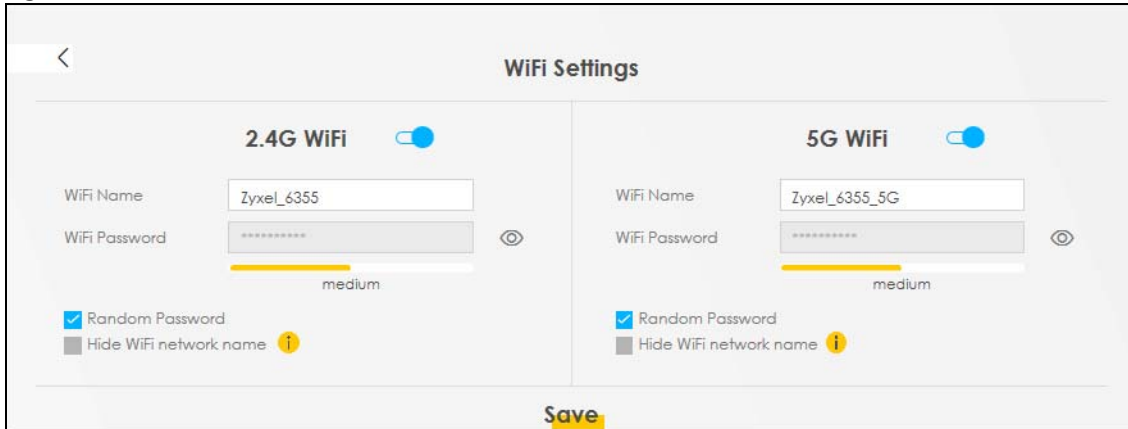 WiFi Settings
2.4G WiFi
WiFi Name Zyxel_6355
WiFi Password **********
medium
Random Password
Hide WiFi network name i
5G WiFi
WiFi Name Zyxel_6355_5G
WiFi Password **********
medium
Random Password
Hide WiFi network name i
Save